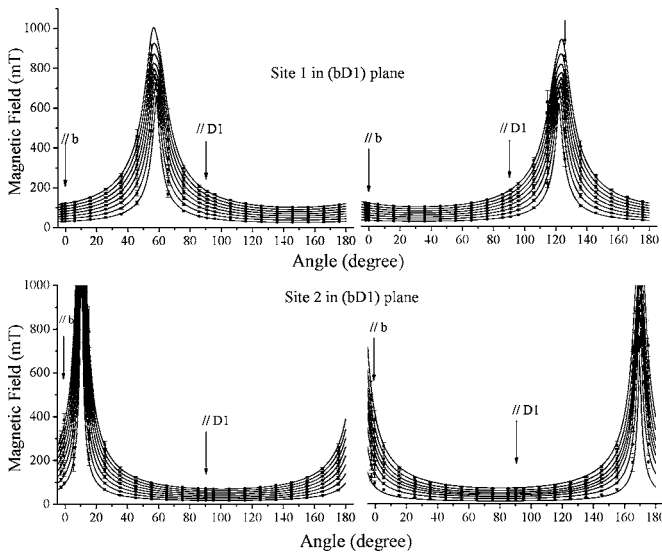 Site 1 in (bD1) plane
Magnetic Field (mT)
1000
800
600
400
200
0
// b
// D1
0 20 40 60 80 100 120 140 160 180
// b
// D1
0 20 40 60 80 100 120 140 160 180
Angle (degree)
Site 2 in (bD1) plane
Magnetic Field (mT)
1000
800
600
400
200
0
// b
// D1
0 20 40 60 80 100 120 140 160 180
// b
// D1
0 20 40 60 80 100 120 140 160 180
Angle (degree)